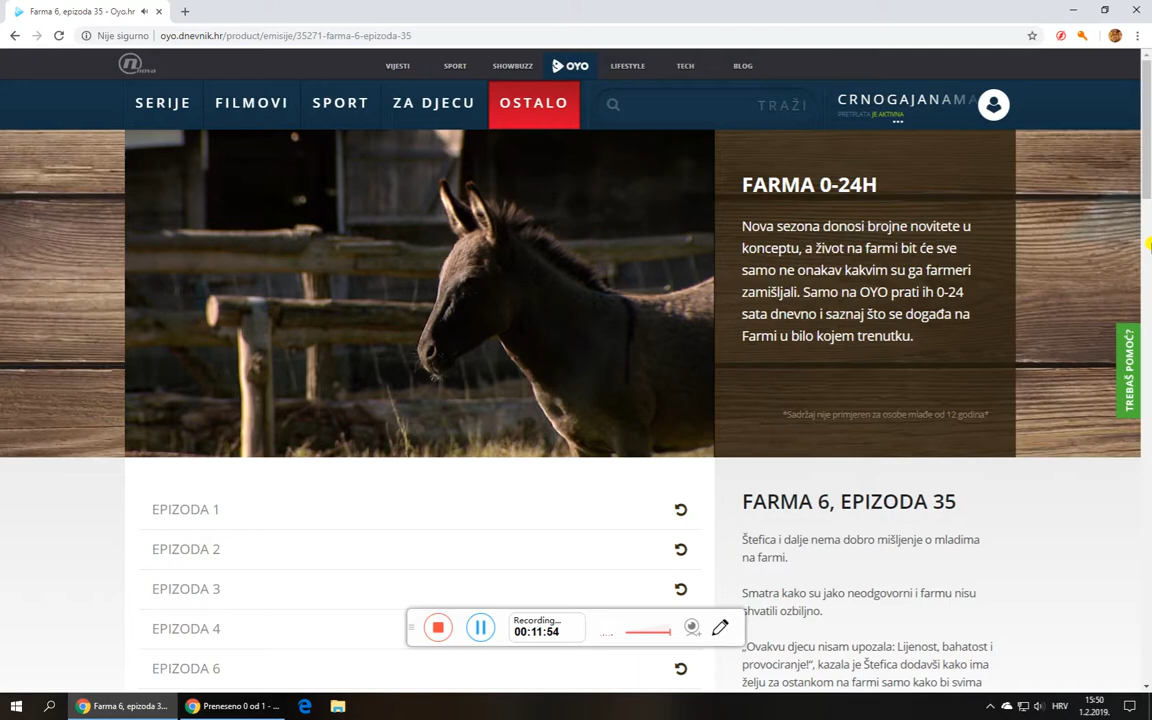 Farma 6, epizoda 35 - Oyo.hr
Nije sigurno
oyo.dnevnik.hr/product/emisije/35271-farma-6-epizoda-35
nova
VIJESTI
SPORT
SHOWBUZZ
OYO
LIFESTYLE
TECH
BLOG
SERIJE
FILMOVI
SPORT
ZA DJECU
OSTALO
TRAŽI
CRNOGAJANAMA
PRETPLATA JE AKTIVNA
FARMA 0-24H
Nova sezona donosi brojne novitete u
konceptu, a život na farmi bit će sve
samo ne onakav kakvim su ga farmeri
zamišljali. Samo na OYO prati ih 0-24
sata dnevno i saznaj što se događa na
Farmi u bilo kojem trenutku.
*Sadržaj nije primjeren za osobe mlađe od 12 godina*
TREBAŠ POMOĆ?
EPIZODA 1
EPIZODA 2
EPIZODA 3
EPIZODA 4
EPIZODA 6
FARMA 6, EPIZODA 35
Štefica i dalje nema dobro mišljenje o mladima
na farmi.
Smatra kako su jako neodgovorni i farmu nisu
shvatili ozbiljno.
„Ovakvu djecu nisam upoznala: Lijenost, bahatost i
provociranje!“, kazala je Štefica dodavši kako ima
želju za ostankom na farmi samo kako bi svima
Recording...
00:11:54
Farma 6, epizoda 3...
Preneseno 0 od 1 - ...
HRV
15:50
1.2.2019.